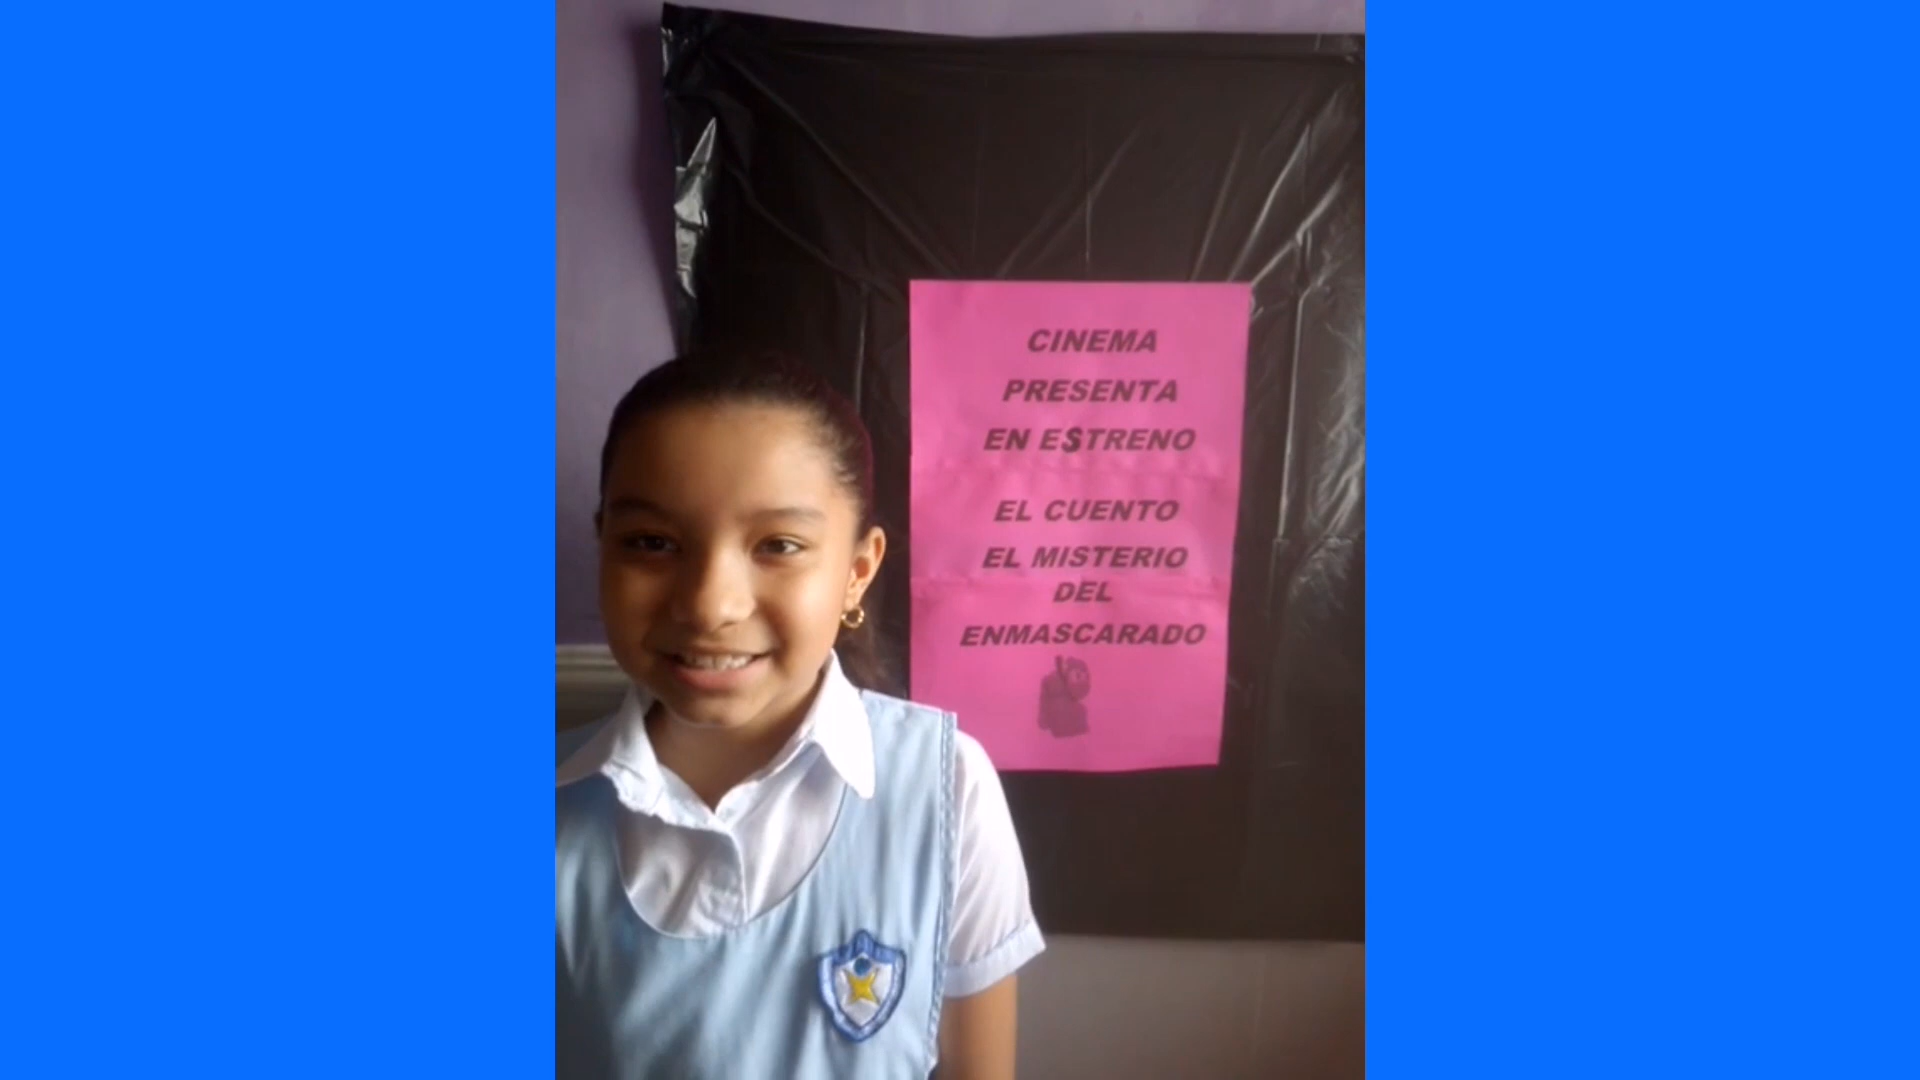 CINEMA
PRESENTA
EN ESTRENO
EL CUENTO
EL MISTERIO
DEL
ENMASCARADO